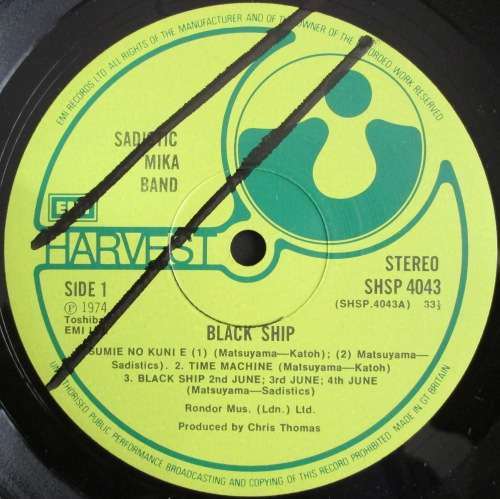 EMI RECORDS LTD. ALL RIGHTS OF THE MANUFACTURER AND OF THE OWNER OF THE RECORDED WORK RESERVED
SADISTIC
MIKA
BAND
EMI
HARVEST
STEREO
SHSP 4043
(SHSP.4043A) 33⅓
SIDE 1
Ⓟ 1974
Toshiba
EMI
BLACK SHIP
SUMIE NO KUNI E (1) (Matsuyama—Katoh); (2) Matsuyama—
Sadistics). 2. TIME MACHINE (Matsuyama—Katoh)
3. BLACK SHIP 2nd JUNE; 3rd JUNE; 4th JUNE
(Matsuyama—Sadistics)
Rondor Mus. (Ldn.) Ltd.
Produced by Chris Thomas
UNAUTHORISED PUBLIC PERFORMANCE BROADCASTING AND COPYING OF THIS RECORD PROHIBITED. MADE IN GT. BRITAIN